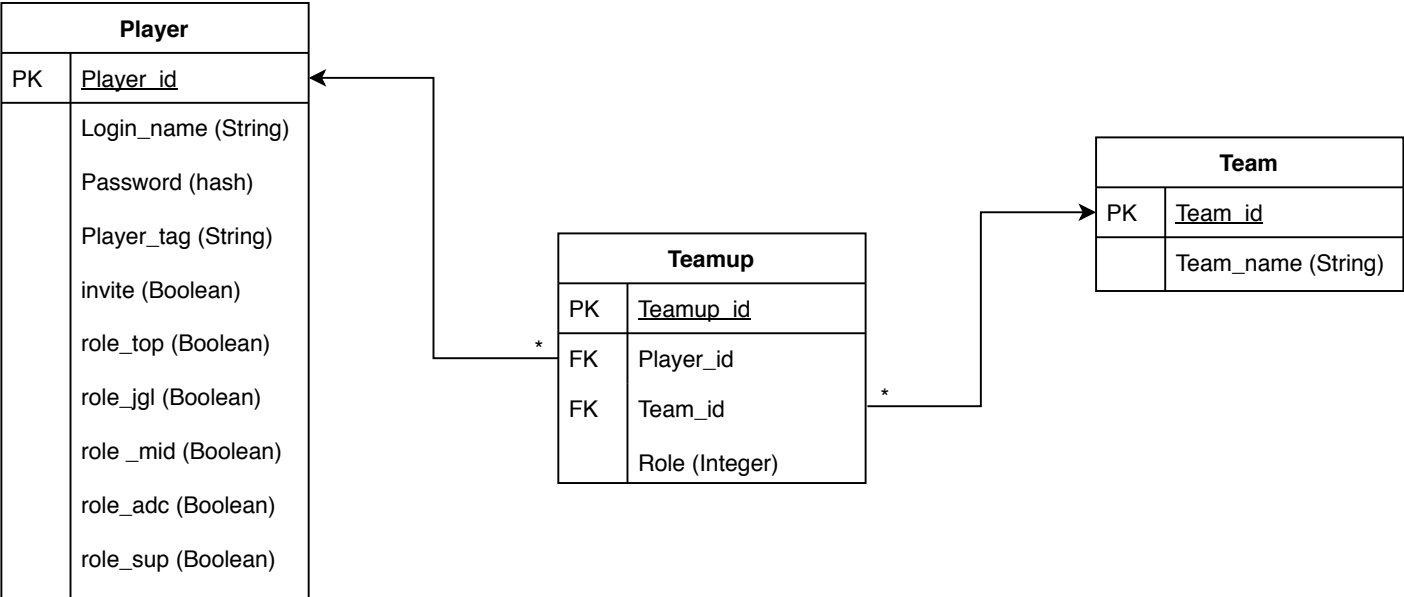 Player
PK Player_id
Login_name (String)
Password (hash)
Player_tag (String)
invite (Boolean)
role_top (Boolean)
role_jgl (Boolean)
role _mid (Boolean)
role_adc (Boolean)
role_sup (Boolean)
*
Teamup
PK Teamup_id
FK Player_id
FK Team_id
Role (Integer)
*
Team
PK Team_id
Team_name (String)